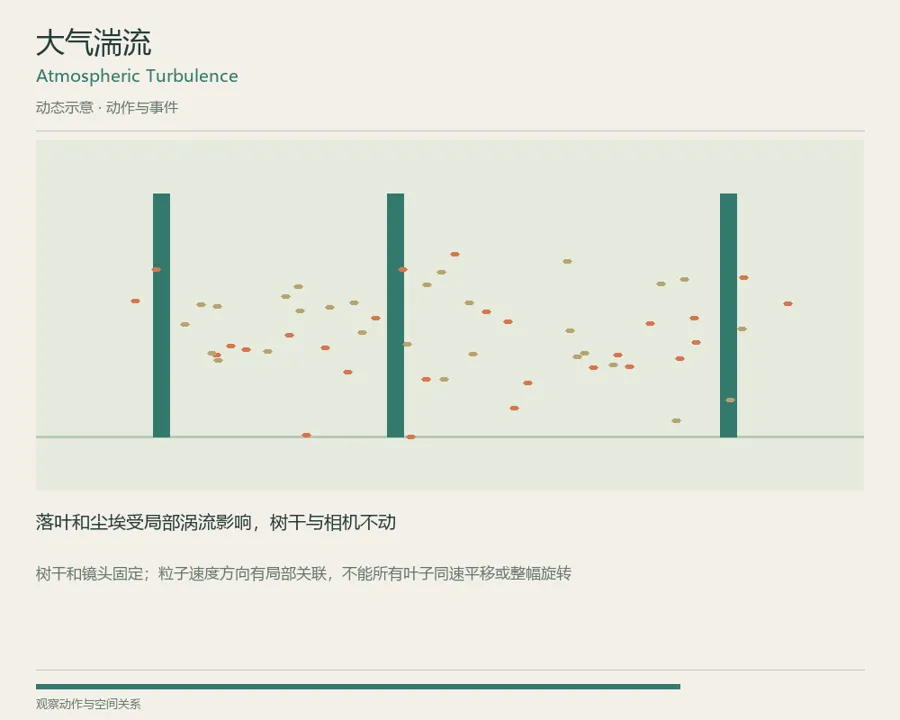 大气湍流
Atmospheric Turbulence
动态示意 · 动作与事件
落叶和尘埃受局部涡流影响，树干与相机不动
树干和镜头固定；粒子速度方向有局部关联，不能所有叶子同速平移或整幅旋转
观察动作与空间关系